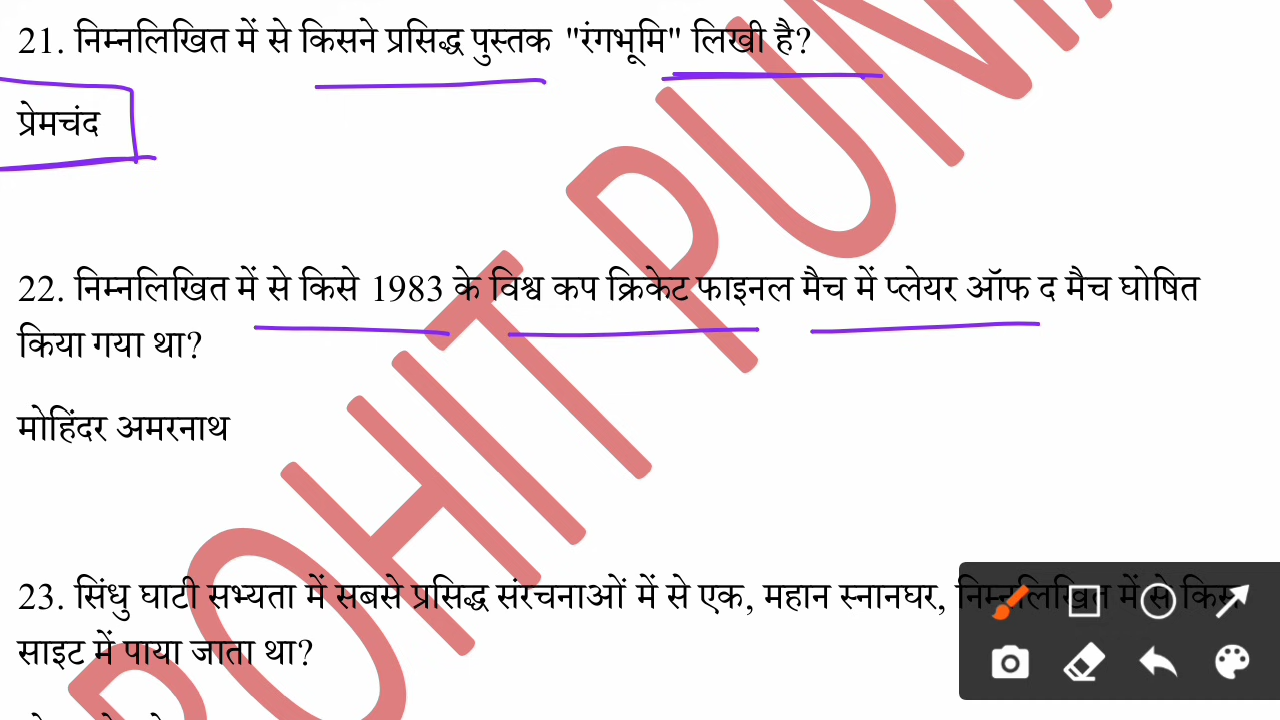 21. निम्नलिखित में से किसने प्रसिद्ध पुस्तक "रंगभूमि" लिखी है?
प्रेमचंद
22. निम्नलिखित में से किसे 1983 के विश्व कप क्रिकेट फाइनल मैच में प्लेयर ऑफ द मैच घोषित
किया गया था?
मोहिंदर अमरनाथ
23. सिंधु घाटी सभ्यता में सबसे प्रसिद्ध संरचनाओं में से एक, महान स्नानघर, निम्नलिखित में से किस
साइट में पाया जाता था?